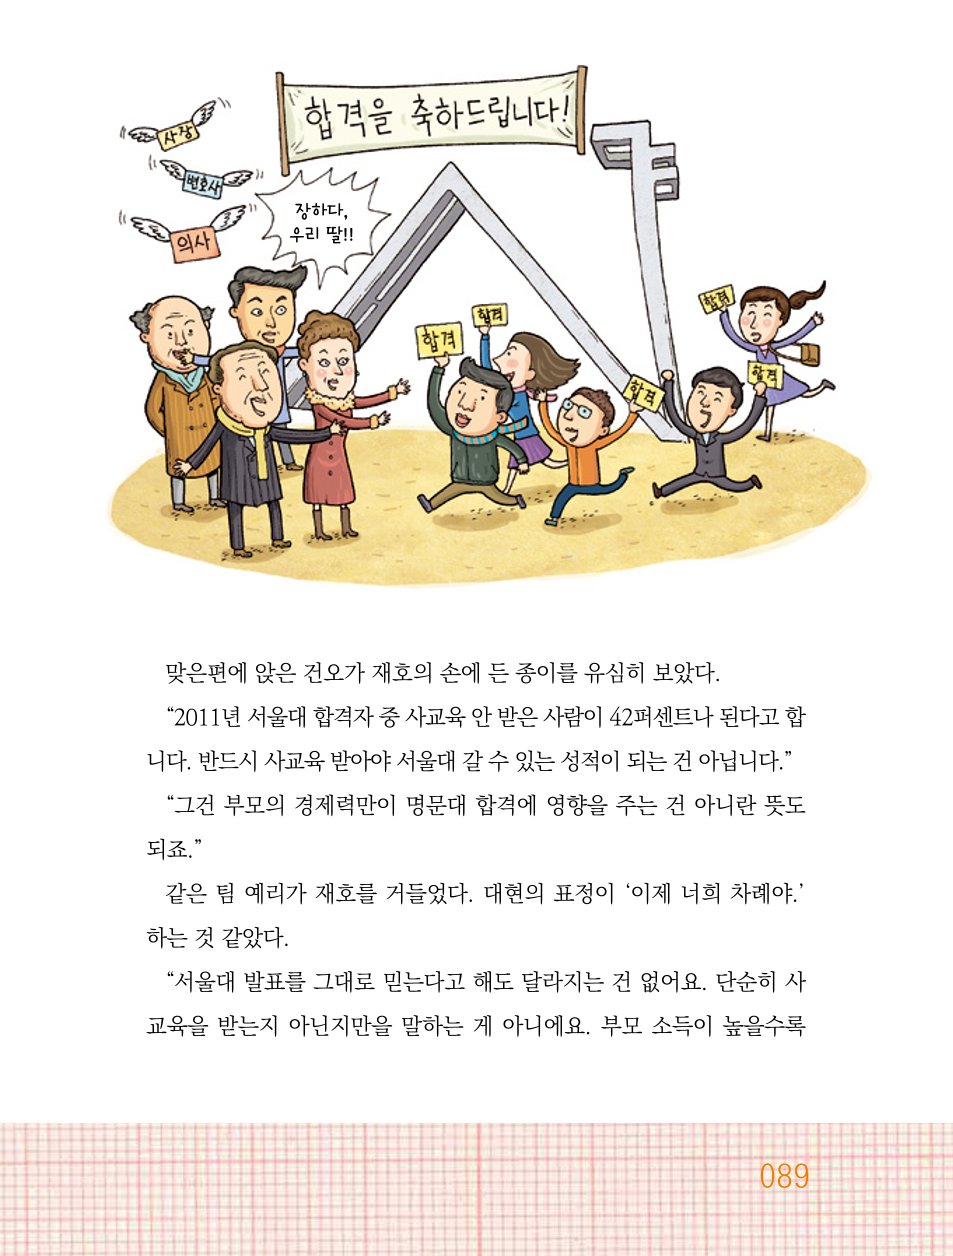 합격을 축하드립니다!
사장
변호사
의사
장하다,
우리 딸!!
합격
합격
합격
합격
합격
맞은편에 앉은 건오가 재호의 손에 든 종이를 유심히 보았다.
“2011년 서울대 합격자 중 사교육 안 받은 사람이 42퍼센트나 된다고 합
니다. 반드시 사교육 받아야 서울대 갈 수 있는 성적이 되는 건 아닙니다.”
“그건 부모의 경제력만이 명문대 합격에 영향을 주는 건 아니란 뜻도
되죠.”
같은 팀 예리가 재호를 거들었다. 대현의 표정이 ‘이제 너희 차례야.’
하는 것 같았다.
“서울대 발표를 그대로 믿는다고 해도 달라지는 건 없어요. 단순히 사
교육을 받는지 아닌지만을 말하는 게 아니에요. 부모 소득이 높을수록
089